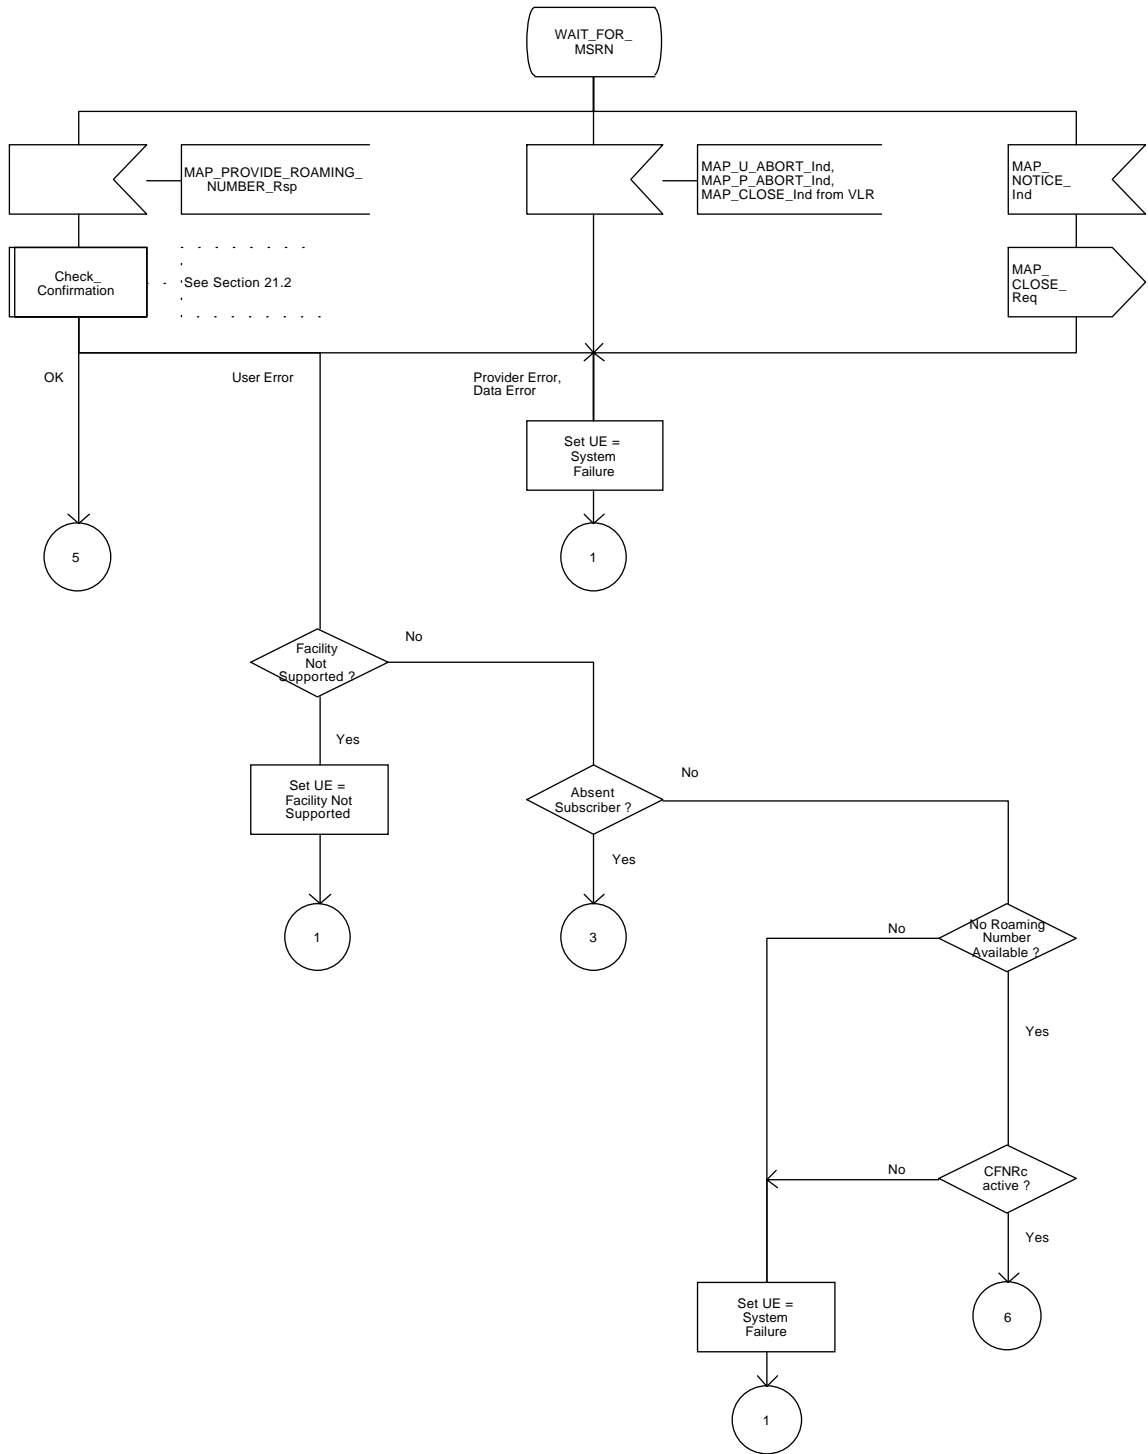 WAIT_FOR_
MSRN
MAP_PROVIDE_ROAMING_
NUMBER_Rsp
MAP_U_ABORT_Ind,
MAP_P_ABORT_Ind,
MAP_CLOSE_Ind from VLR
MAP_
NOTICE_
Ind
Check_
Confirmation
See Section 21.2
MAP_
CLOSE_
Req
OK
User Error
Provider Error,
Data Error
Set UE =
System
Failure
5
1
Facility
Not
Supported ?
No
Yes
Set UE =
Facility Not
Supported
Absent
Subscriber ?
No
Yes
1
3
No Roaming
Number
Available ?
No
Yes
CFNRc
active ?
No
Yes
Set UE =
System
Failure
6
1